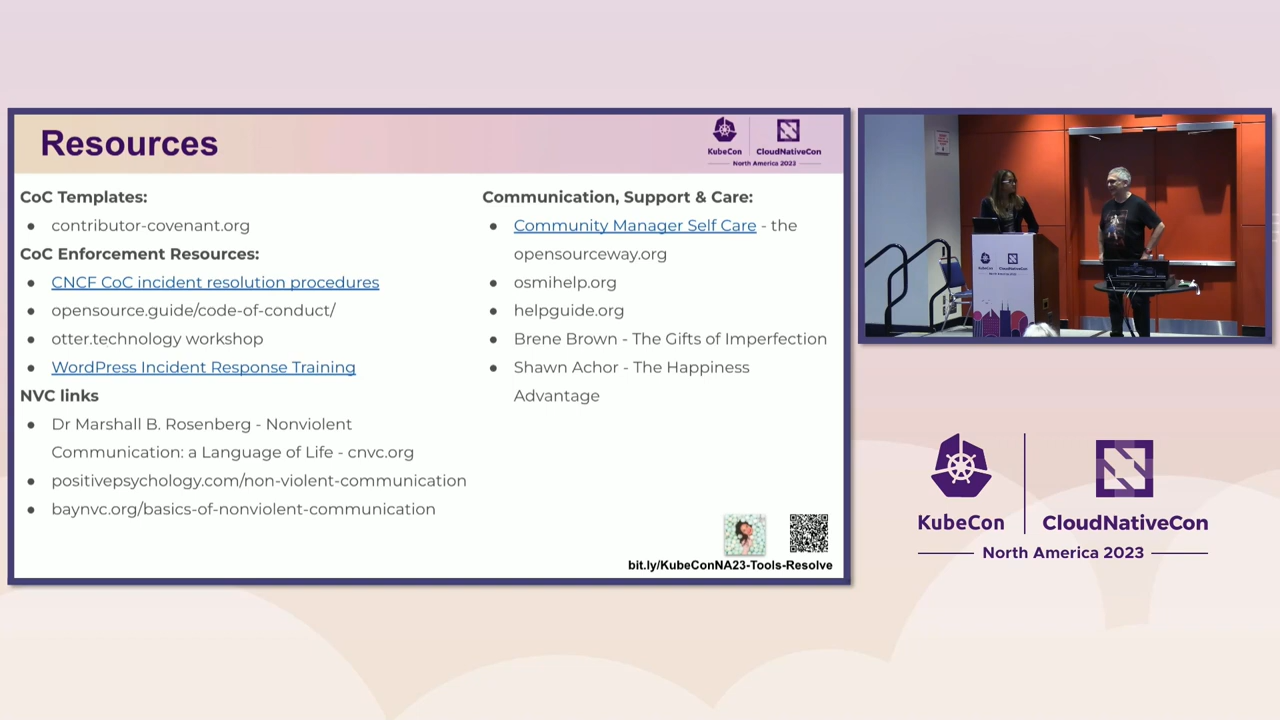 Resources
KubeCon
CloudNativeCon
North America 2023
CoC Templates:
contributor-covenant.org
CoC Enforcement Resources:
CNCF CoC incident resolution procedures
opensource.guide/code-of-conduct/
otter.technology workshop
WordPress Incident Response Training
NVC links
Dr Marshall B. Rosenberg - Nonviolent
Communication: a Language of Life - cnvc.org
positivepsychology.com/non-violent-communication
baynvc.org/basics-of-nonviolent-communication
Communication, Support & Care:
Community Manager Self Care - the
opensourceway.org
osmihelp.org
helpguide.org
Brene Brown - The Gifts of Imperfection
Shawn Achor - The Happiness
Advantage
bit.ly/KubeConNA23-Tools-Resolve
KubeCon
CloudNativeCon
KubeCon
CloudNativeCon
North America 2023